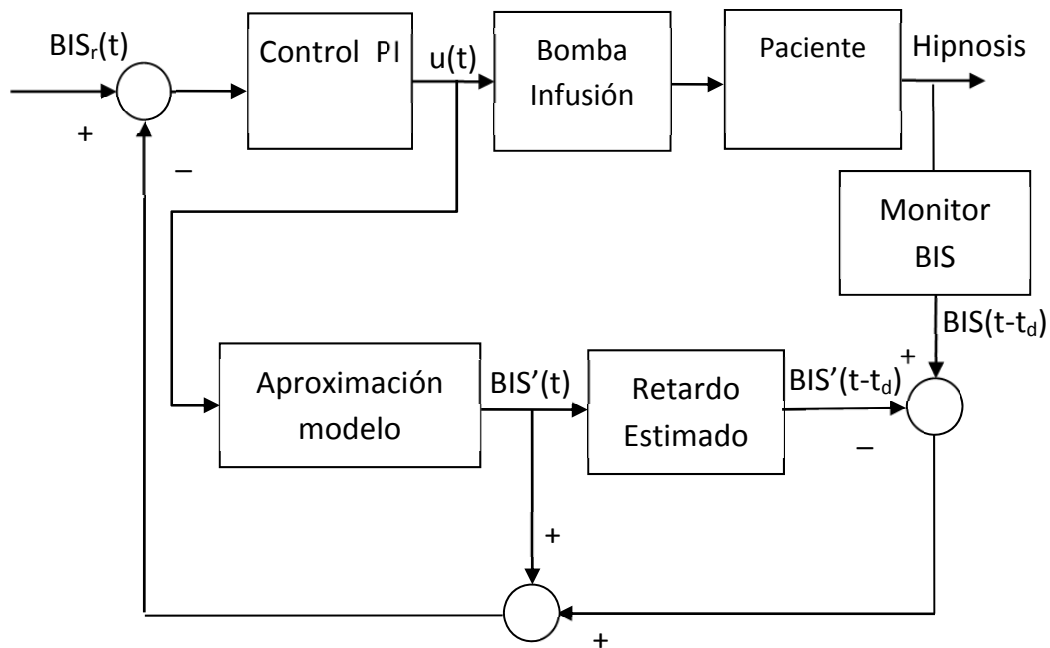 BISr(t)
+
−
Control PI
u(t)
Bomba
Infusión
Paciente
Hipnosis
Monitor
BIS
BIS(t-td)
+
−
Aproximación
modelo
BIS’(t)
Retardo
Estimado
BIS’(t-td)
+
+